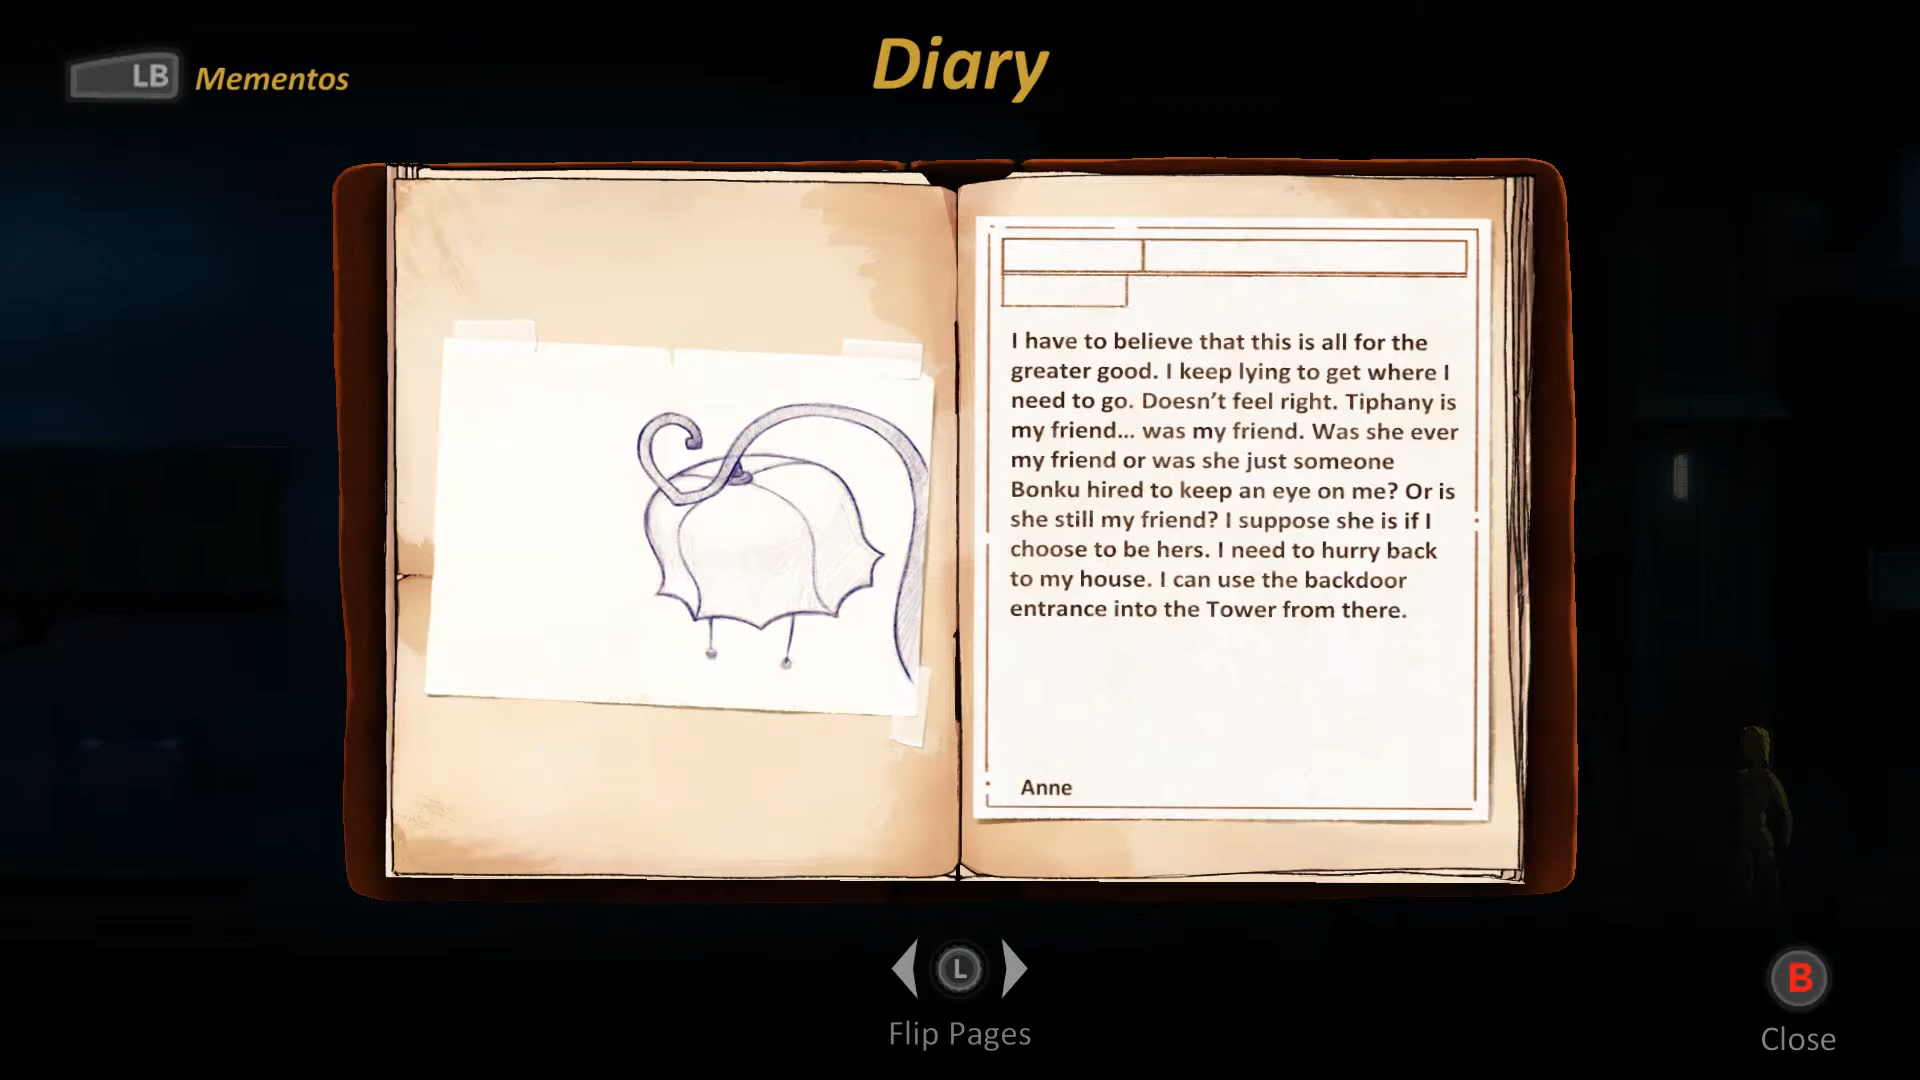 LB Mementos
Diary
I have to believe that this is all for the
greater good. I keep lying to get where I
need to go. Doesn't feel right. Tiphany is
my friend... was my friend. Was she ever
my friend or was she just someone
Bonku hired to keep an eye on me? Or is
she still my friend? I suppose she is if I
choose to be hers. I need to hurry back
to my house. I can use the backdoor
entrance into the Tower from there.
Anne
L
Flip Pages
B
Close